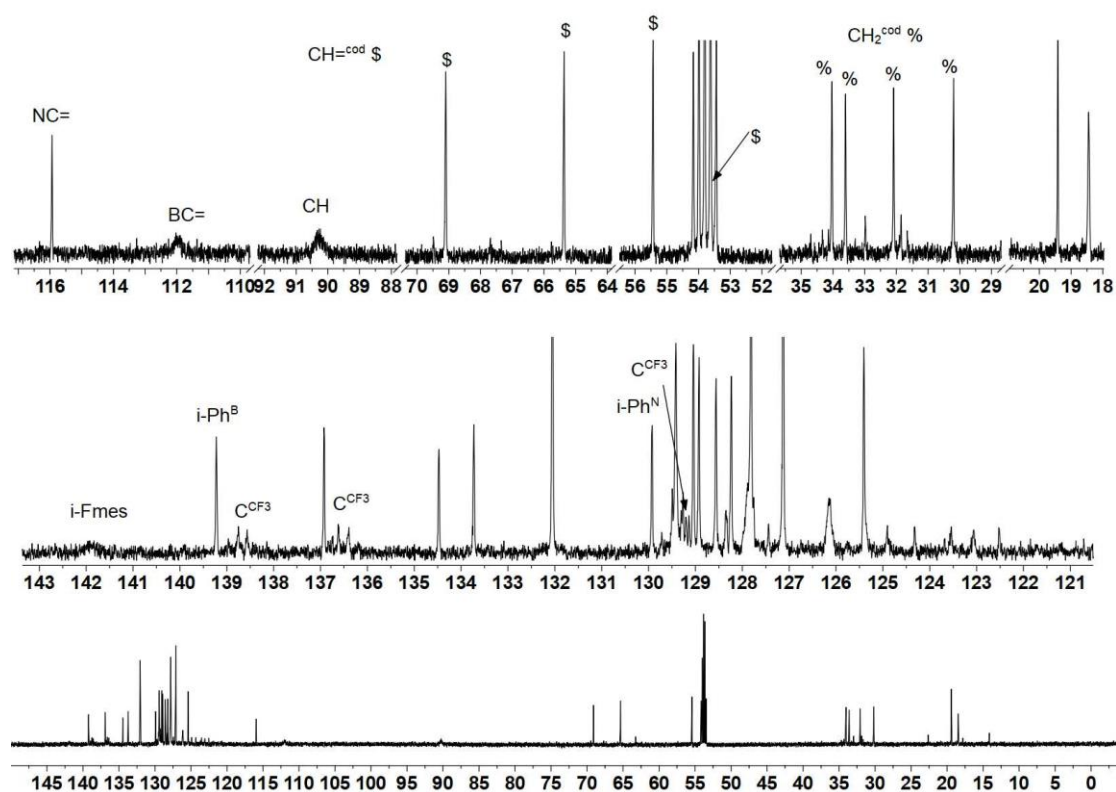 $
$
CH=cod $
CH2cod %
$
%
%
%
%
NC=
$
BC=
CH
116 114 112 110 92 91 90 89 88 70 69 68 67 66 65 64 56 55 54 53 52 35 34 33 32 31 30 29 20 19 18
CCF3
i-PhB
i-PhN
i-Fmes
CCF3
CCF3
143 142 141 140 139 138 137 136 135 134 133 132 131 130 129 128 127 126 125 124 123 122 121
145 135 125 115 105 100 95 90 85 80 75 70 65 60 55 50 45 40 35 30 25 20 15 10 5 0